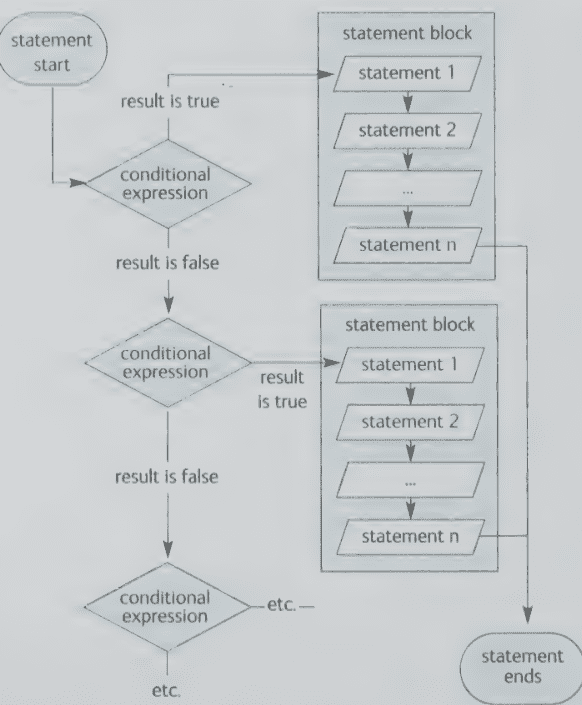 statement
start
result is true
conditional
expression
statement block
statement 1
statement 2
...
statement n
result is false
conditional
expression
result
is true
statement block
statement 1
statement 2
...
statement n
result is false
conditional
expression
etc.
etc.
statement
ends